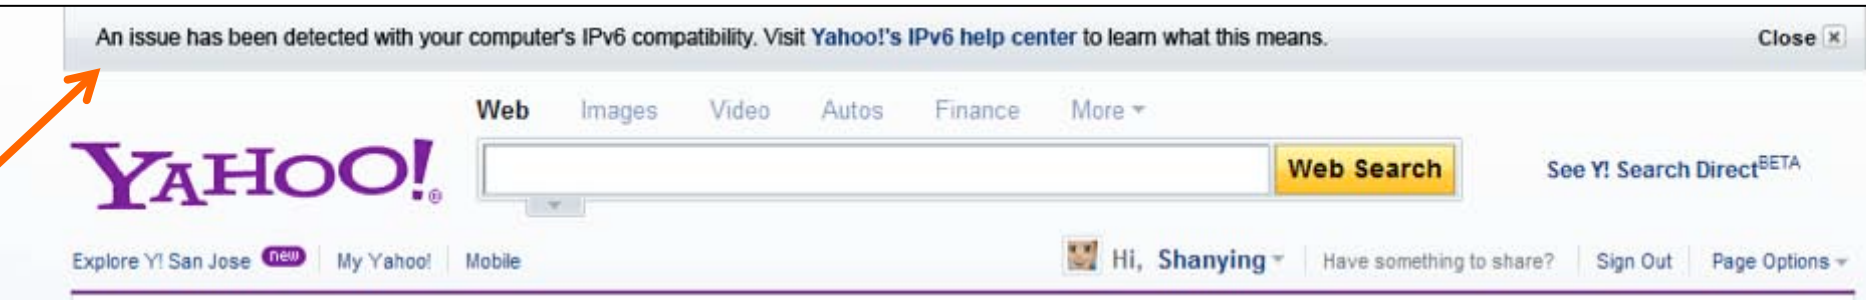 An issue has been detected with your computer's IPv6 compatibility. Visit Yahoo!'s IPv6 help center to learn what this means. Close x
Web Images Video Autos Finance More
YAHOO!® Web Search See Y! Search DirectBETA
Explore Y! San Jose new My Yahoo! Mobile Hi, Shanying Have something to share? Sign Out Page Options